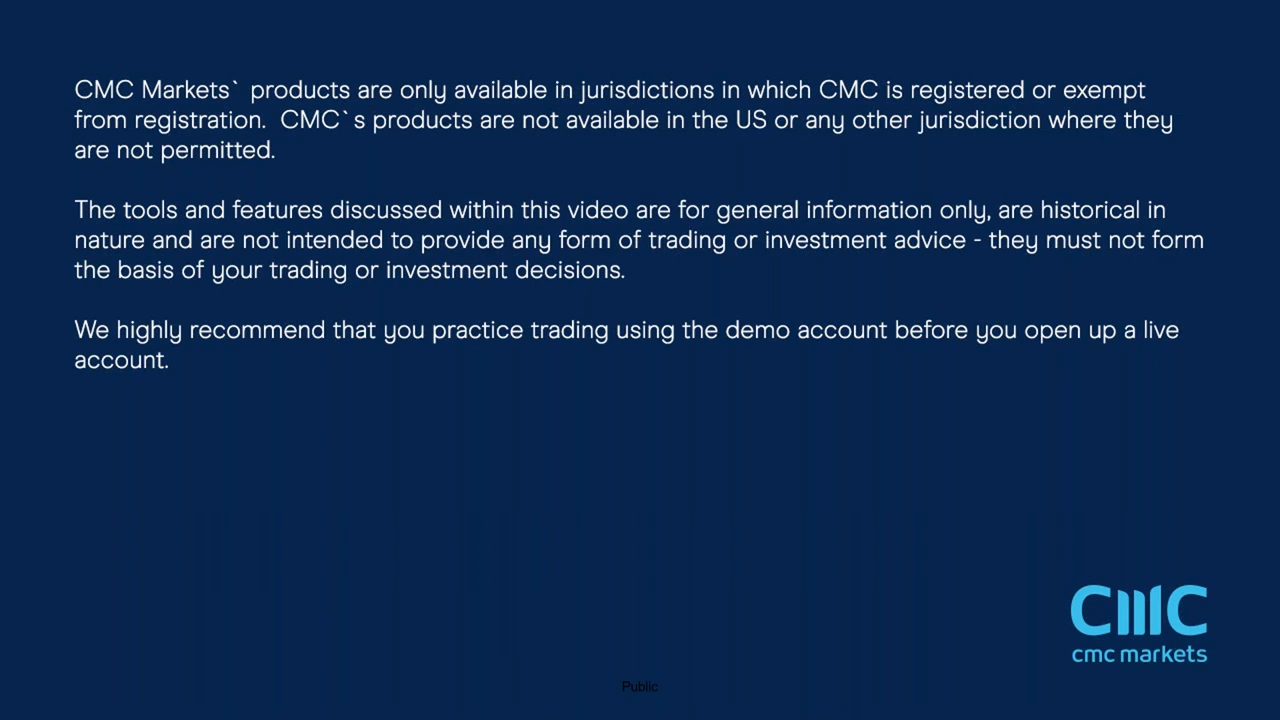 CMC Markets` products are only available in jurisdictions in which CMC is registered or exempt
from registration.  CMC`s products are not available in the US or any other jurisdiction where they
are not permitted.
The tools and features discussed within this video are for general information only, are historical in
nature and are not intended to provide any form of trading or investment advice - they must not form
the basis of your trading or investment decisions.
We highly recommend that you practice trading using the demo account before you open up a live
account.
CMC
cmc markets
Public